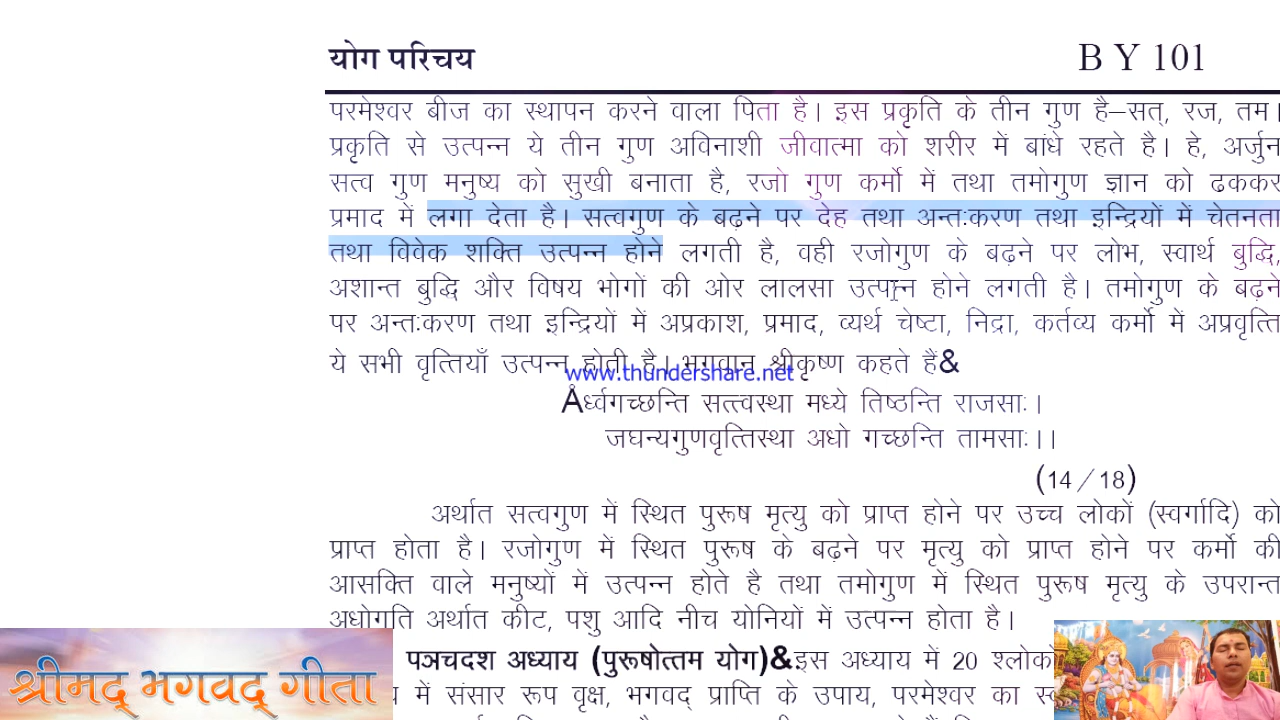 योग परिचय B Y 101
परमेश्वर बीज का स्थापन करने वाला पिता है। इस प्रकृति के तीन गुण है–सत्, रज, तम।
प्रकृति से उत्पन्न ये तीन गुण अविनाशी जीवात्मा को शरीर में बांधे रहते है। हे, अर्जुन
सत्व गुण मनुष्य को सुखी बनाता है, रजो गुण कर्मो में तथा तमोगुण ज्ञान को ढककर
प्रमाद में लगा देता है। सत्वगुण के बढ़ने पर देह तथा अन्तःकरण तथा इन्द्रियों में चेतनता
तथा विवेक शक्ति उत्पन्न होने लगती है, वही रजोगुण के बढ़ने पर लोभ, स्वार्थ बुद्धि,
अशान्त बुद्धि और विषय भोगों की ओर लालसा उत्पन्न होने लगती है। तमोगुण के बढ़ने
पर अन्तःकरण तथा इन्द्रियों में अप्रकाश, प्रमाद, व्यर्थ चेष्टा, निद्रा, कर्तव्य कर्मो में अप्रवृत्ति
ये सभी वृत्तियाँ उत्पन्न होती है। भगवान श्रीकृष्ण कहते हैं&
www.thundershare.net
Åर्ध्वगच्छन्ति सत्त्वस्था मध्ये तिष्ठन्ति राजसाः।
जघन्यगुणवृत्तिस्था अधो गच्छन्ति तामसाः।।
(14/18)
अर्थात सत्वगुण में स्थित पुरूष मृत्यु को प्राप्त होने पर उच्च लोकों (स्वर्गादि) को
प्राप्त होता है। रजोगुण में स्थित पुरूष के बढ़ने पर मृत्यु को प्राप्त होने पर कर्मो की
आसक्ति वाले मनुष्यों में उत्पन्न होते है तथा तमोगुण में स्थित पुरूष मृत्यु के उपरान्त
अधोगति अर्थात कीट, पशु आदि नीच योनियों में उत्पन्न होता है।
पञ्चदश अध्याय (पुरूषोत्तम योग)&इस अध्याय में 20 श्लोक
में संसार रूप वृक्ष, भगवद् प्राप्ति के उपाय, परमेश्वर का
श्रीमद् भगवद् गीता